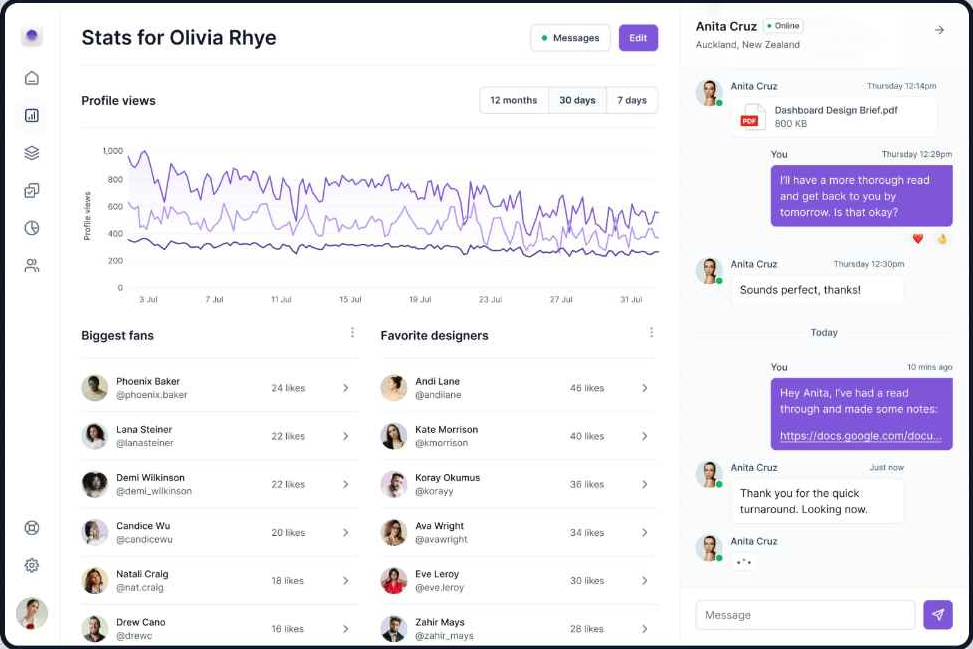 Stats for Olivia Rhye
Messages
Edit
Profile views
12 months
30 days
7 days
Profile views
1,000
800
600
400
200
0
3 Jul
7 Jul
11 Jul
15 Jul
19 Jul
23 Jul
27 Jul
31 Jul
Biggest fans
Phoenix Baker
@phoenix.baker
24 likes
Lana Steiner
@lanasteiner
22 likes
Demi Wilkinson
@demi_wilkinson
22 likes
Candice Wu
@candicewu
20 likes
Natali Craig
@nat.craig
18 likes
Drew Cano
@drewc
16 likes
Favorite designers
Andi Lane
@andilane
46 likes
Kate Morrison
@kmorrison
40 likes
Koray Okumus
@korayy
36 likes
Ava Wright
@avawright
34 likes
Eve Leroy
@eve.leroy
30 likes
Zahir Mays
@zahir_mays
28 likes
Anita Cruz
Online
Auckland, New Zealand
Anita Cruz
Thursday 12:14pm
PDF
Dashboard Design Brief.pdf
800 KB
You
Thursday 12:29pm
I'll have a more thorough read
and get back to you by
tomorrow. Is that okay?
Anita Cruz
Thursday 12:30pm
Sounds perfect, thanks!
Today
You
10 mins ago
Hey Anita, I've had a read
through and made some notes:
https://docs.google.com/docu...
Anita Cruz
Just now
Thank you for the quick
turnaround. Looking now.
Anita Cruz
Message